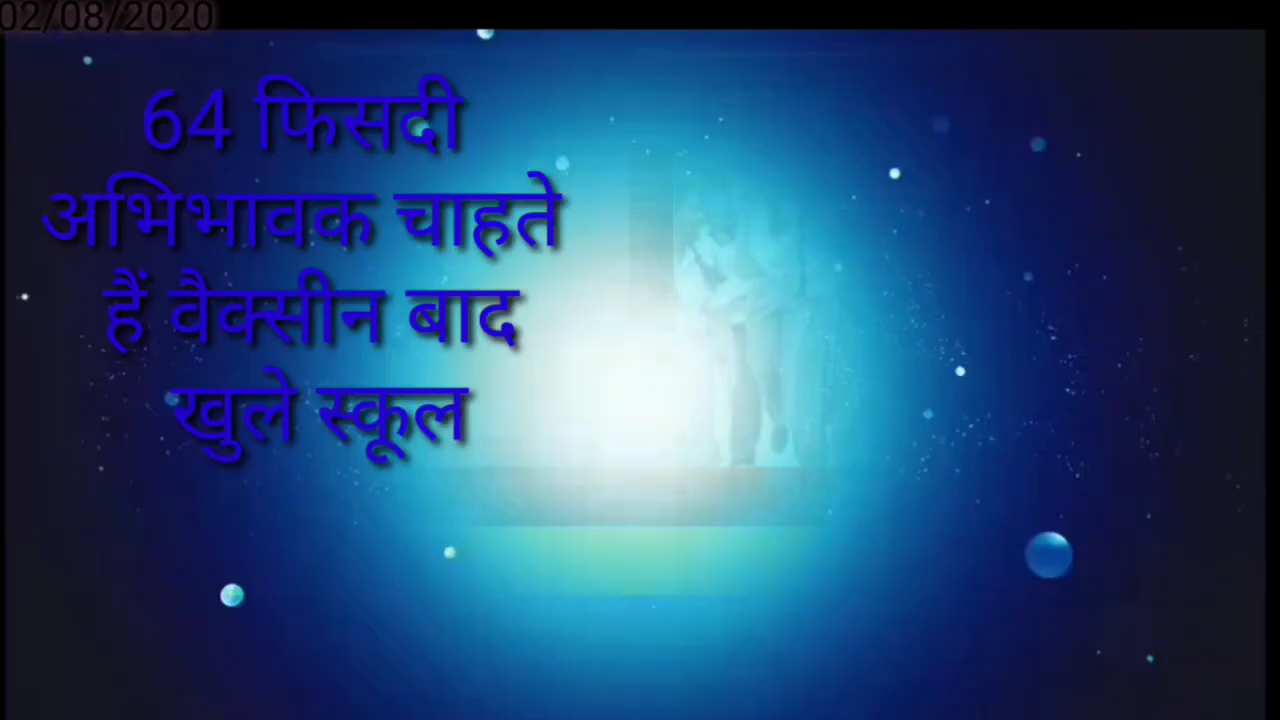 02/08/2020
64 फिसदी
अभिभावक चाहते
हैं वैक्सीन बाद
खुले स्कूल